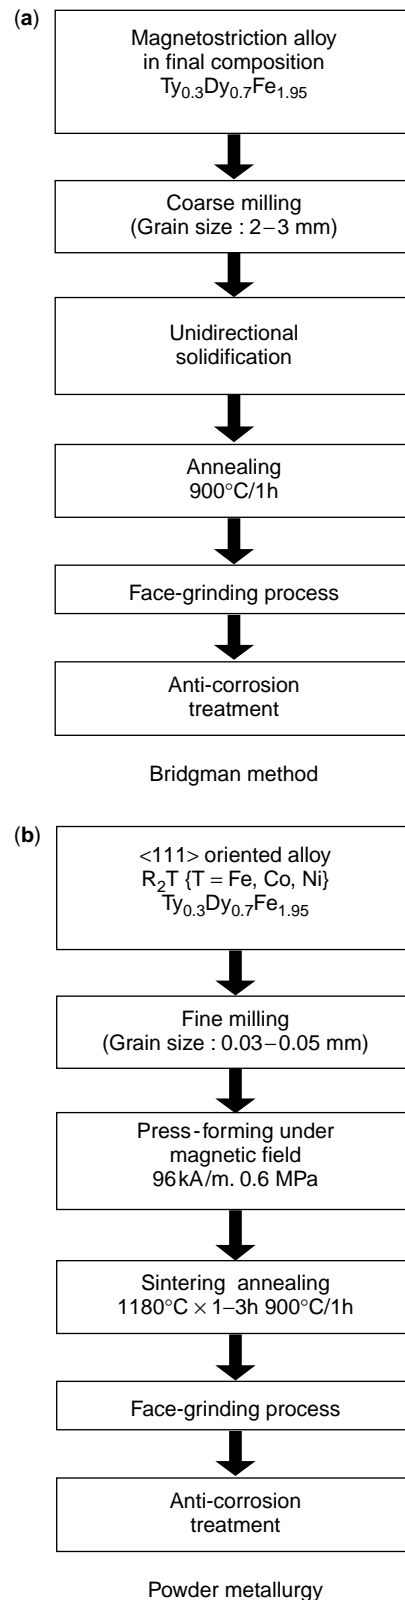 (a)
Magnetostriction alloy
in final composition
Ty₀.₃Dy₀.₇Fe₁.₉₅
Coarse milling
(Grain size : 2–3 mm)
Unidirectional
solidification
Annealing
900°C/1h
Face-grinding process
Anti-corrosion
treatment
Bridgman method
(b)
<111> oriented alloy
R₂T {T = Fe, Co, Ni}
Ty₀.₃Dy₀.₇Fe₁.₉₅
Fine milling
(Grain size : 0.03–0.05 mm)
Press-forming under
magnetic field
96kA/m. 0.6 MPa
Sintering annealing
1180°C × 1–3h 900°C/1h
Face-grinding process
Anti-corrosion
treatment
Powder metallurgy